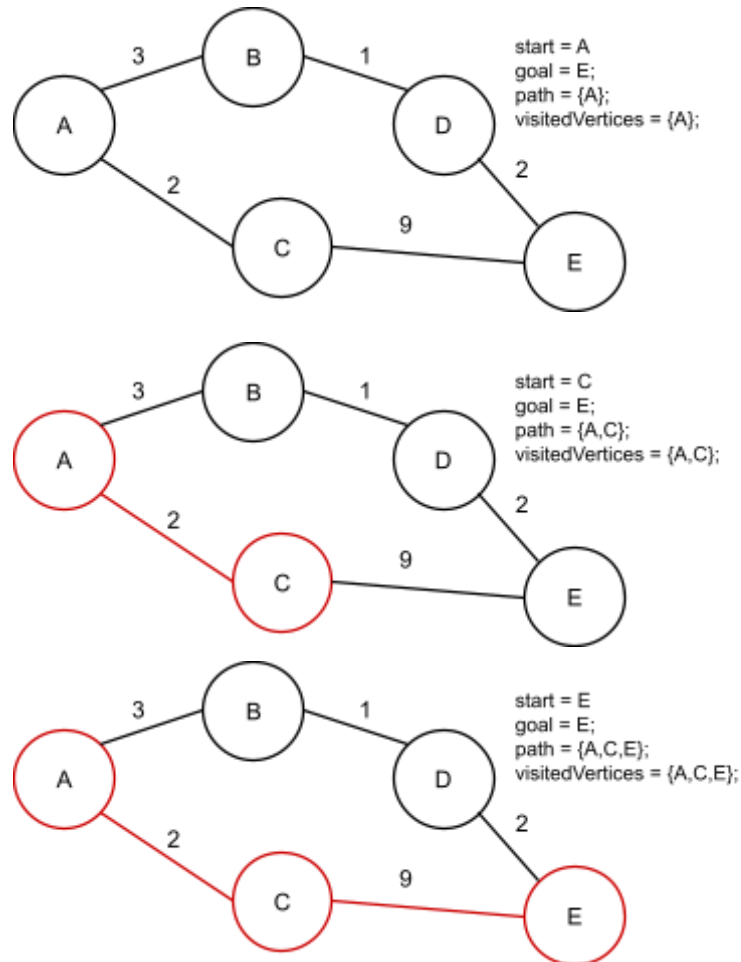 3
B
1
start = A
goal = E;
path = {A};
visitedVertices = {A};
A
D
2
2
C
9
E
3
B
1
start = C
goal = E;
path = {A,C};
visitedVertices = {A,C};
A
D
2
2
C
9
E
3
B
1
start = E
goal = E;
path = {A,C,E};
visitedVertices = {A,C,E};
A
D
2
2
C
9
E